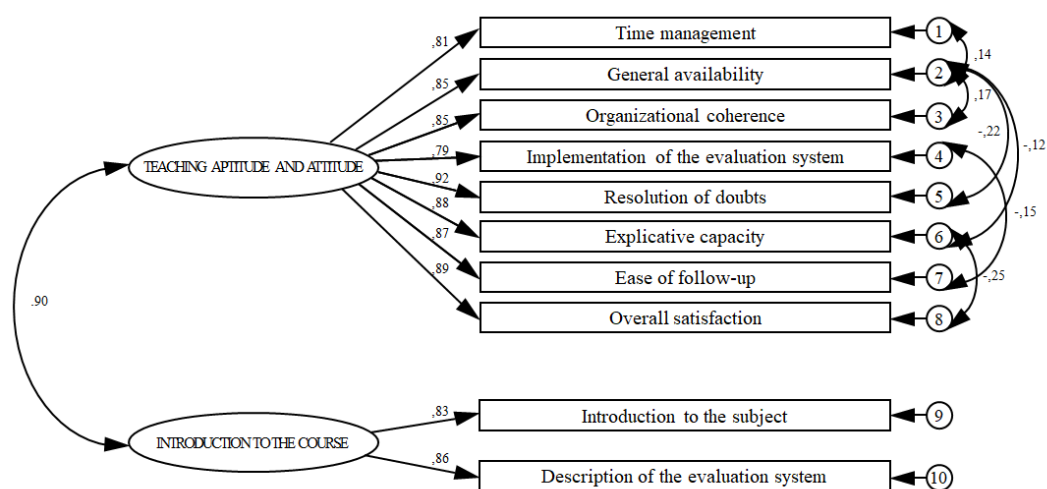 Time management
1
,81
,14
General availability
2
,85
,17
Organizational coherence
3
,85
-,22
-,12
TEACHING APTITUDE AND ATTITUDE
,79
Implementation of the evaluation system
4
,92
Resolution of doubts
5
,88
-,15
Explicative capacity
6
,87
Ease of follow-up
7
,89
-,25
Overall satisfaction
8
.90
,83
Introduction to the subject
9
INTRODUCTION TO THE COURSE
,86
Description of the evaluation system
10